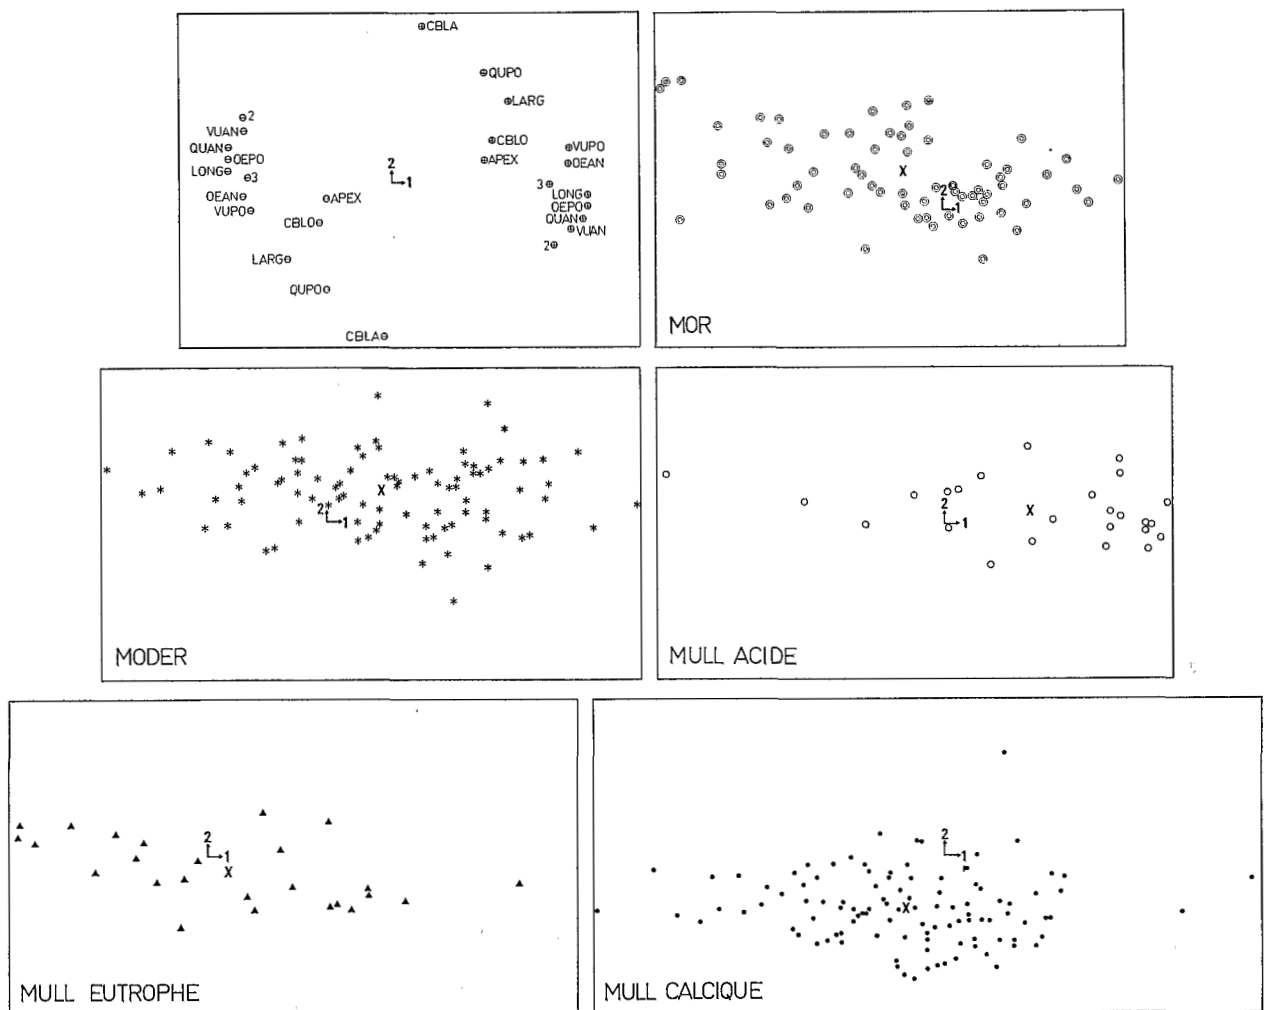 CBLA
QUPO
LARG
2
VUAN
CBLO
VUPO
QUAN
OEPO
APEX
OEAN
LONG
3
2
1
3
OEAN
APEX
LONG
VUPO
OEPO
CBLO
QUAN
VUAN
2
LARG
QUPO
CBLA
X
2
1
MOR
X
2
1
MODER
2
X
1
MULL ACIDE
2
1
X
MULL EUTROPHE
2
1
X
MULL CALCIQUE